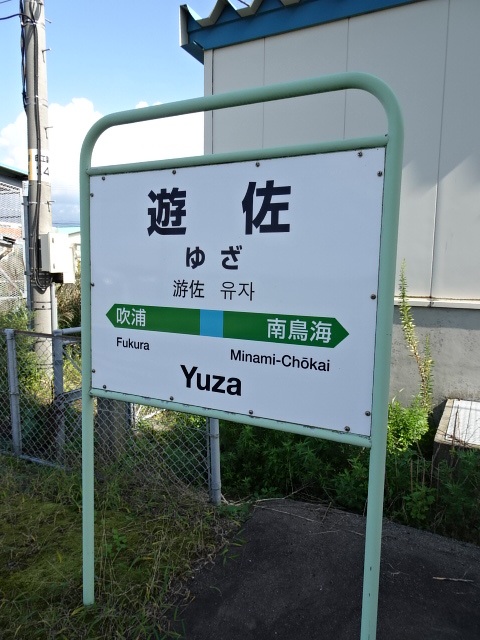 遊佐
ゆざ
游佐 유자
吹浦 南鳥海
Fukura Minami-Chōkai
Yuza